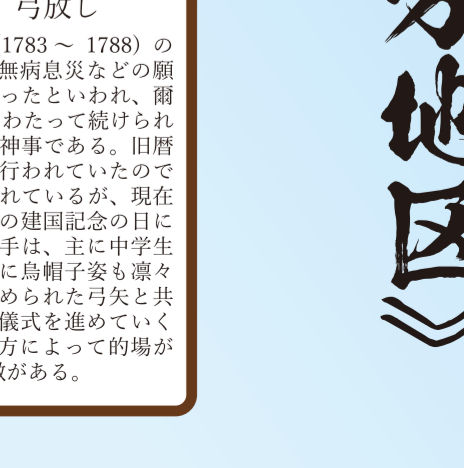 弓放し
1783～ 1788）の
無病息災などの願
ったといわれ、爾
わたって続けられ
神事である。旧暦
行われていたので
れているが、現在
の建国記念の日に
手は、主に中学生
に烏帽子姿も凛々
められた弓矢と共
儀式を進めていく
方によって的場が
がある。
地区》